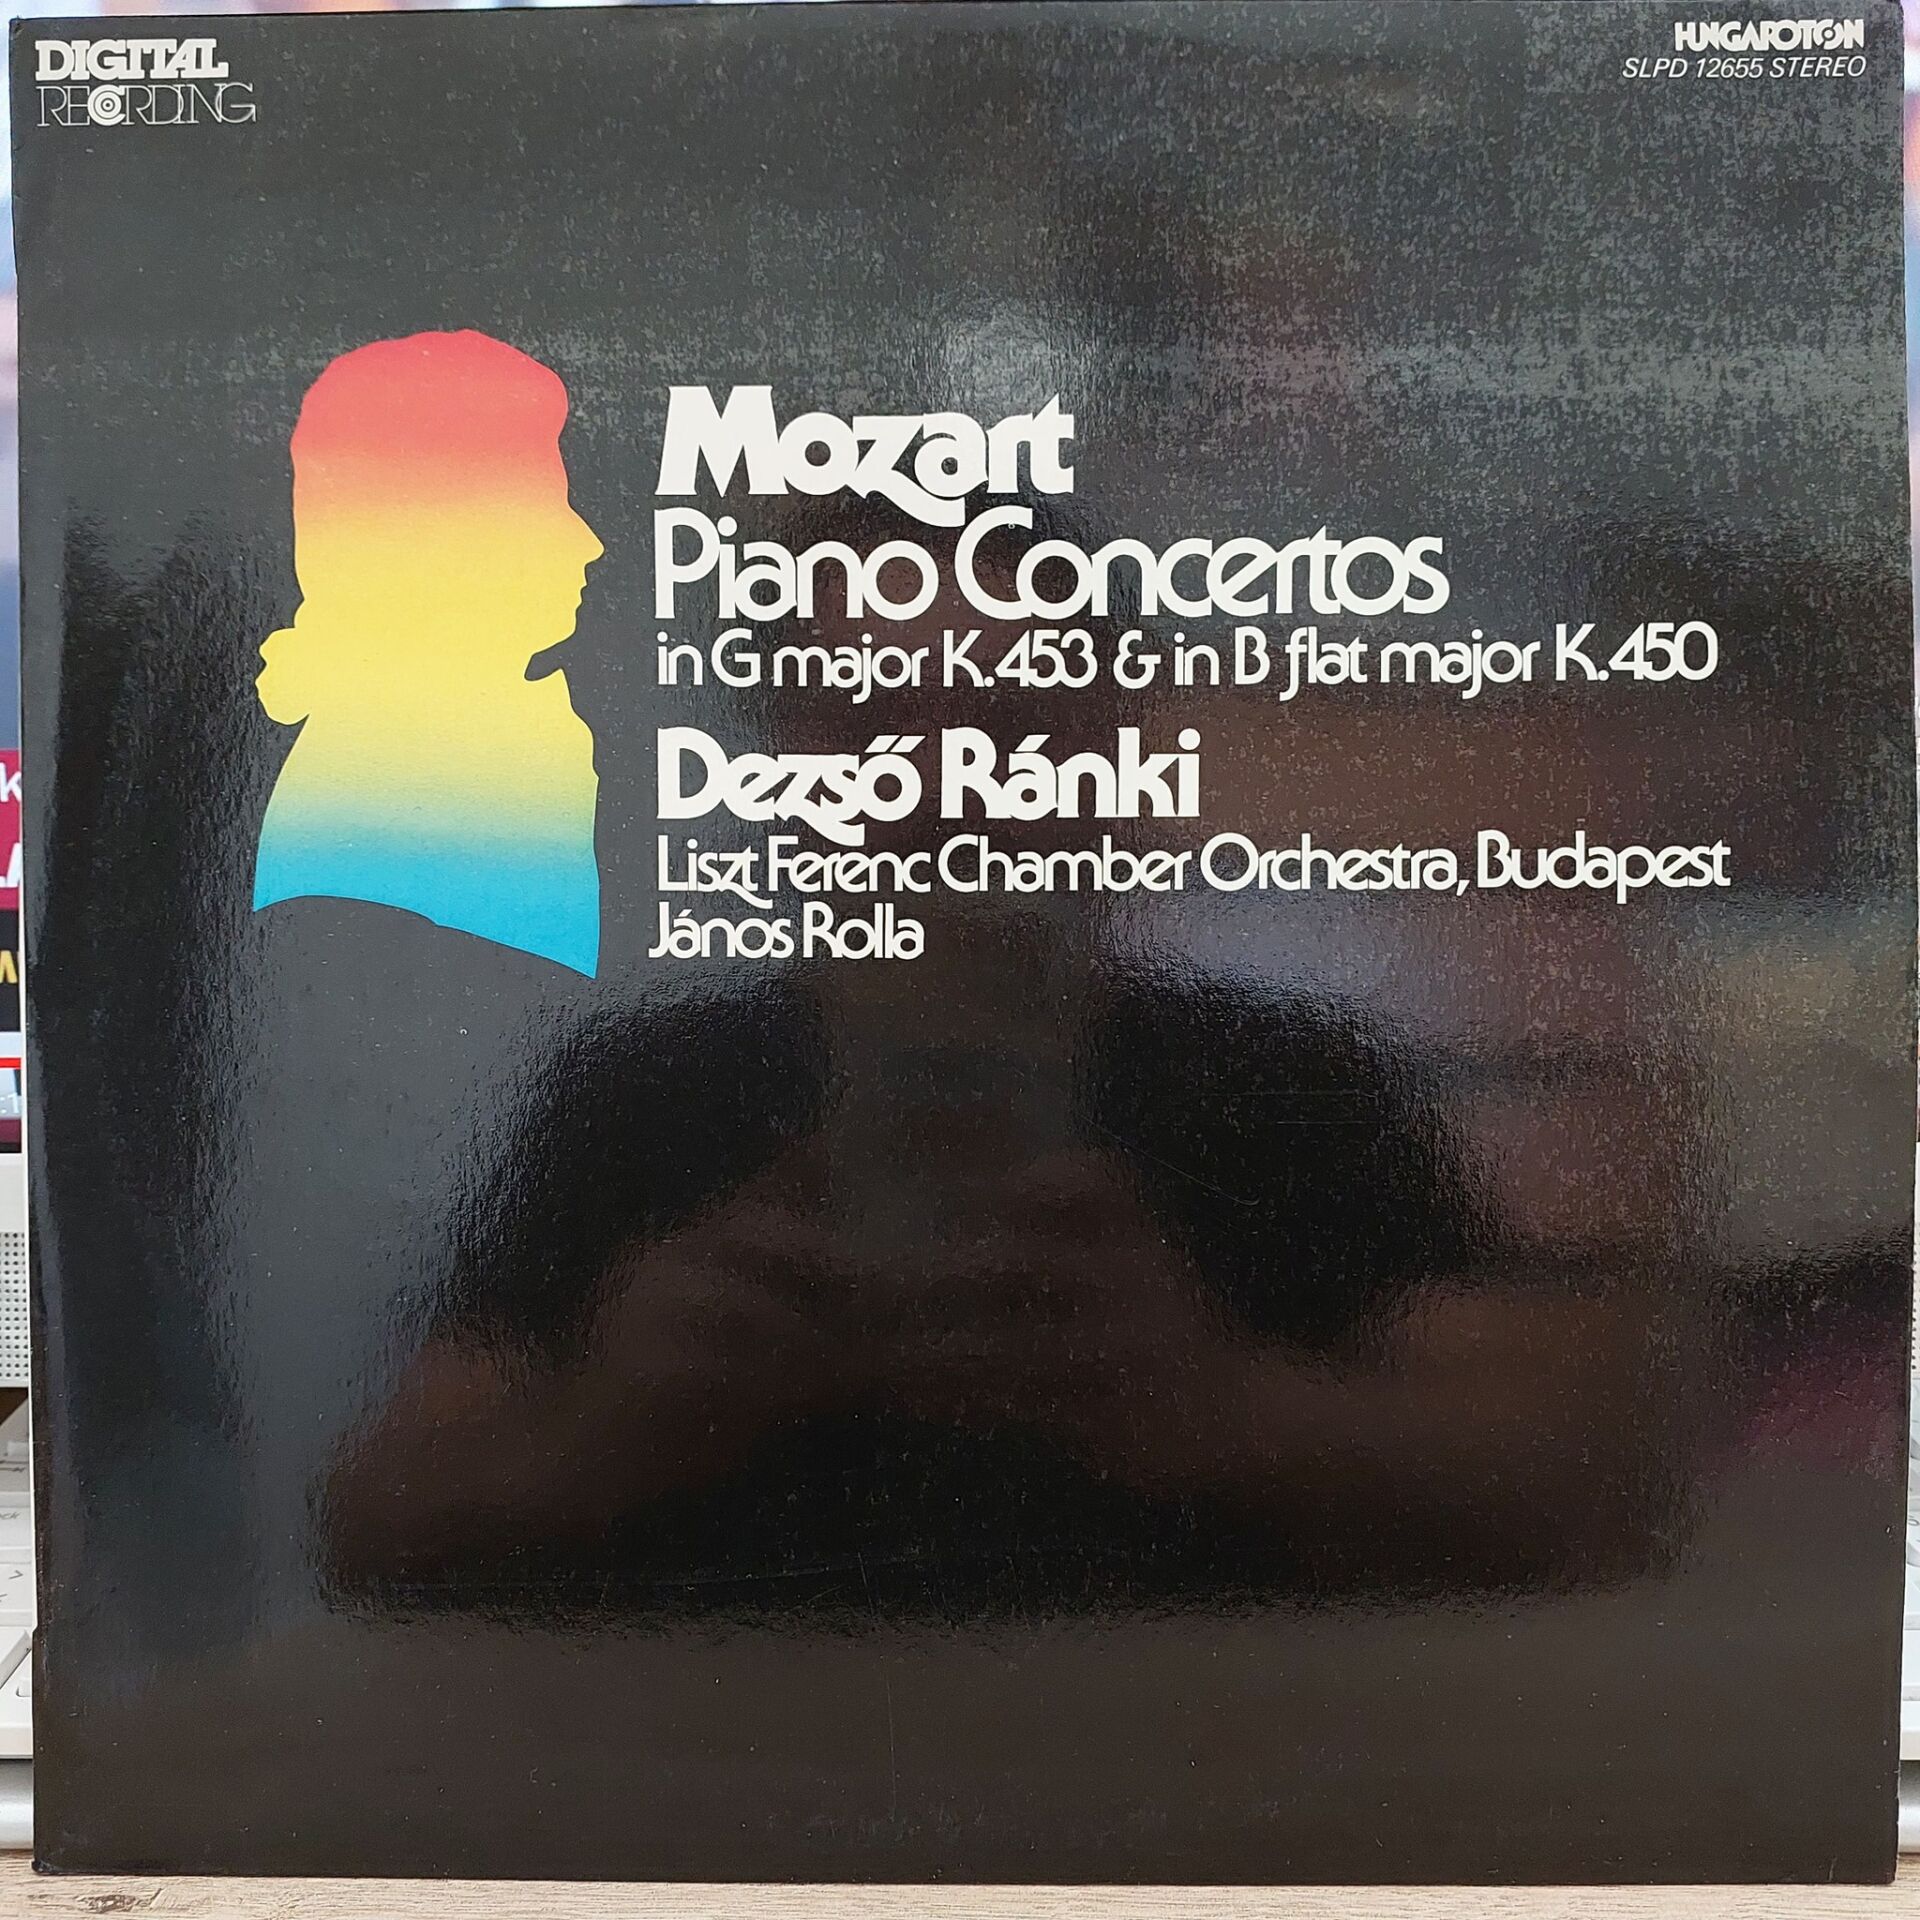 DIGITAL
RECORDING
HUNGAROTON
SLPD 12655 STEREO
Mozart
Piano Concertos
in G major K.453 & in B flat major K.450
Dezső Ránki
Liszt Ferenc Chamber Orchestra, Budapest
János Rolla